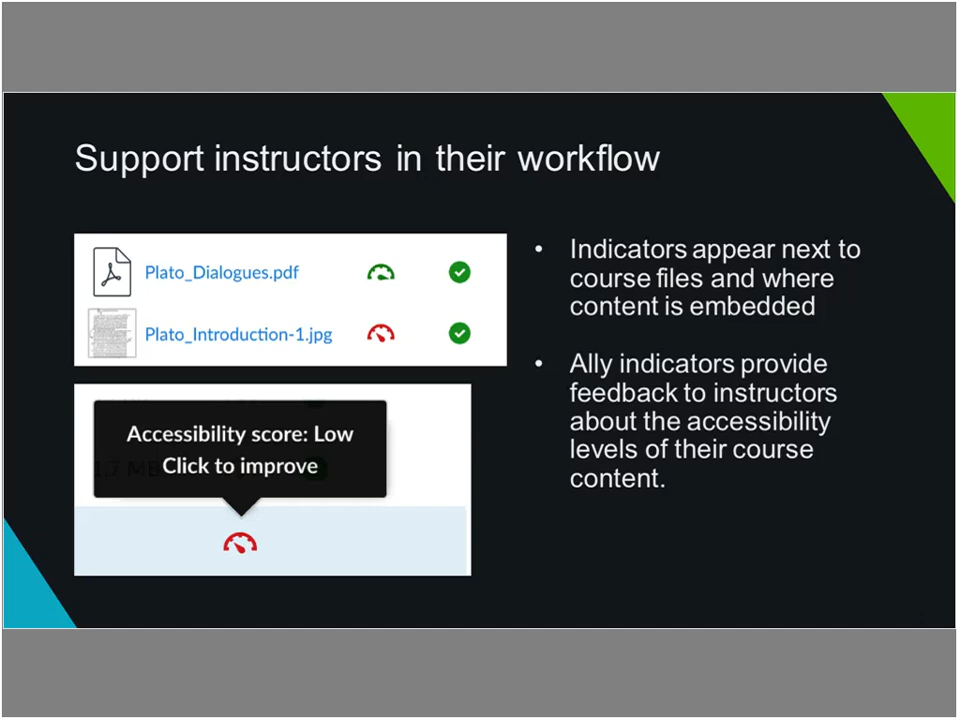 Support instructors in their workflow
Plato_Dialogues.pdf
Plato_Introduction-1.jpg
Accessibility score: Low
Click to improve
• Indicators appear next to
course files and where
content is embedded
• Ally indicators provide
feedback to instructors
about the accessibility
levels of their course
content.